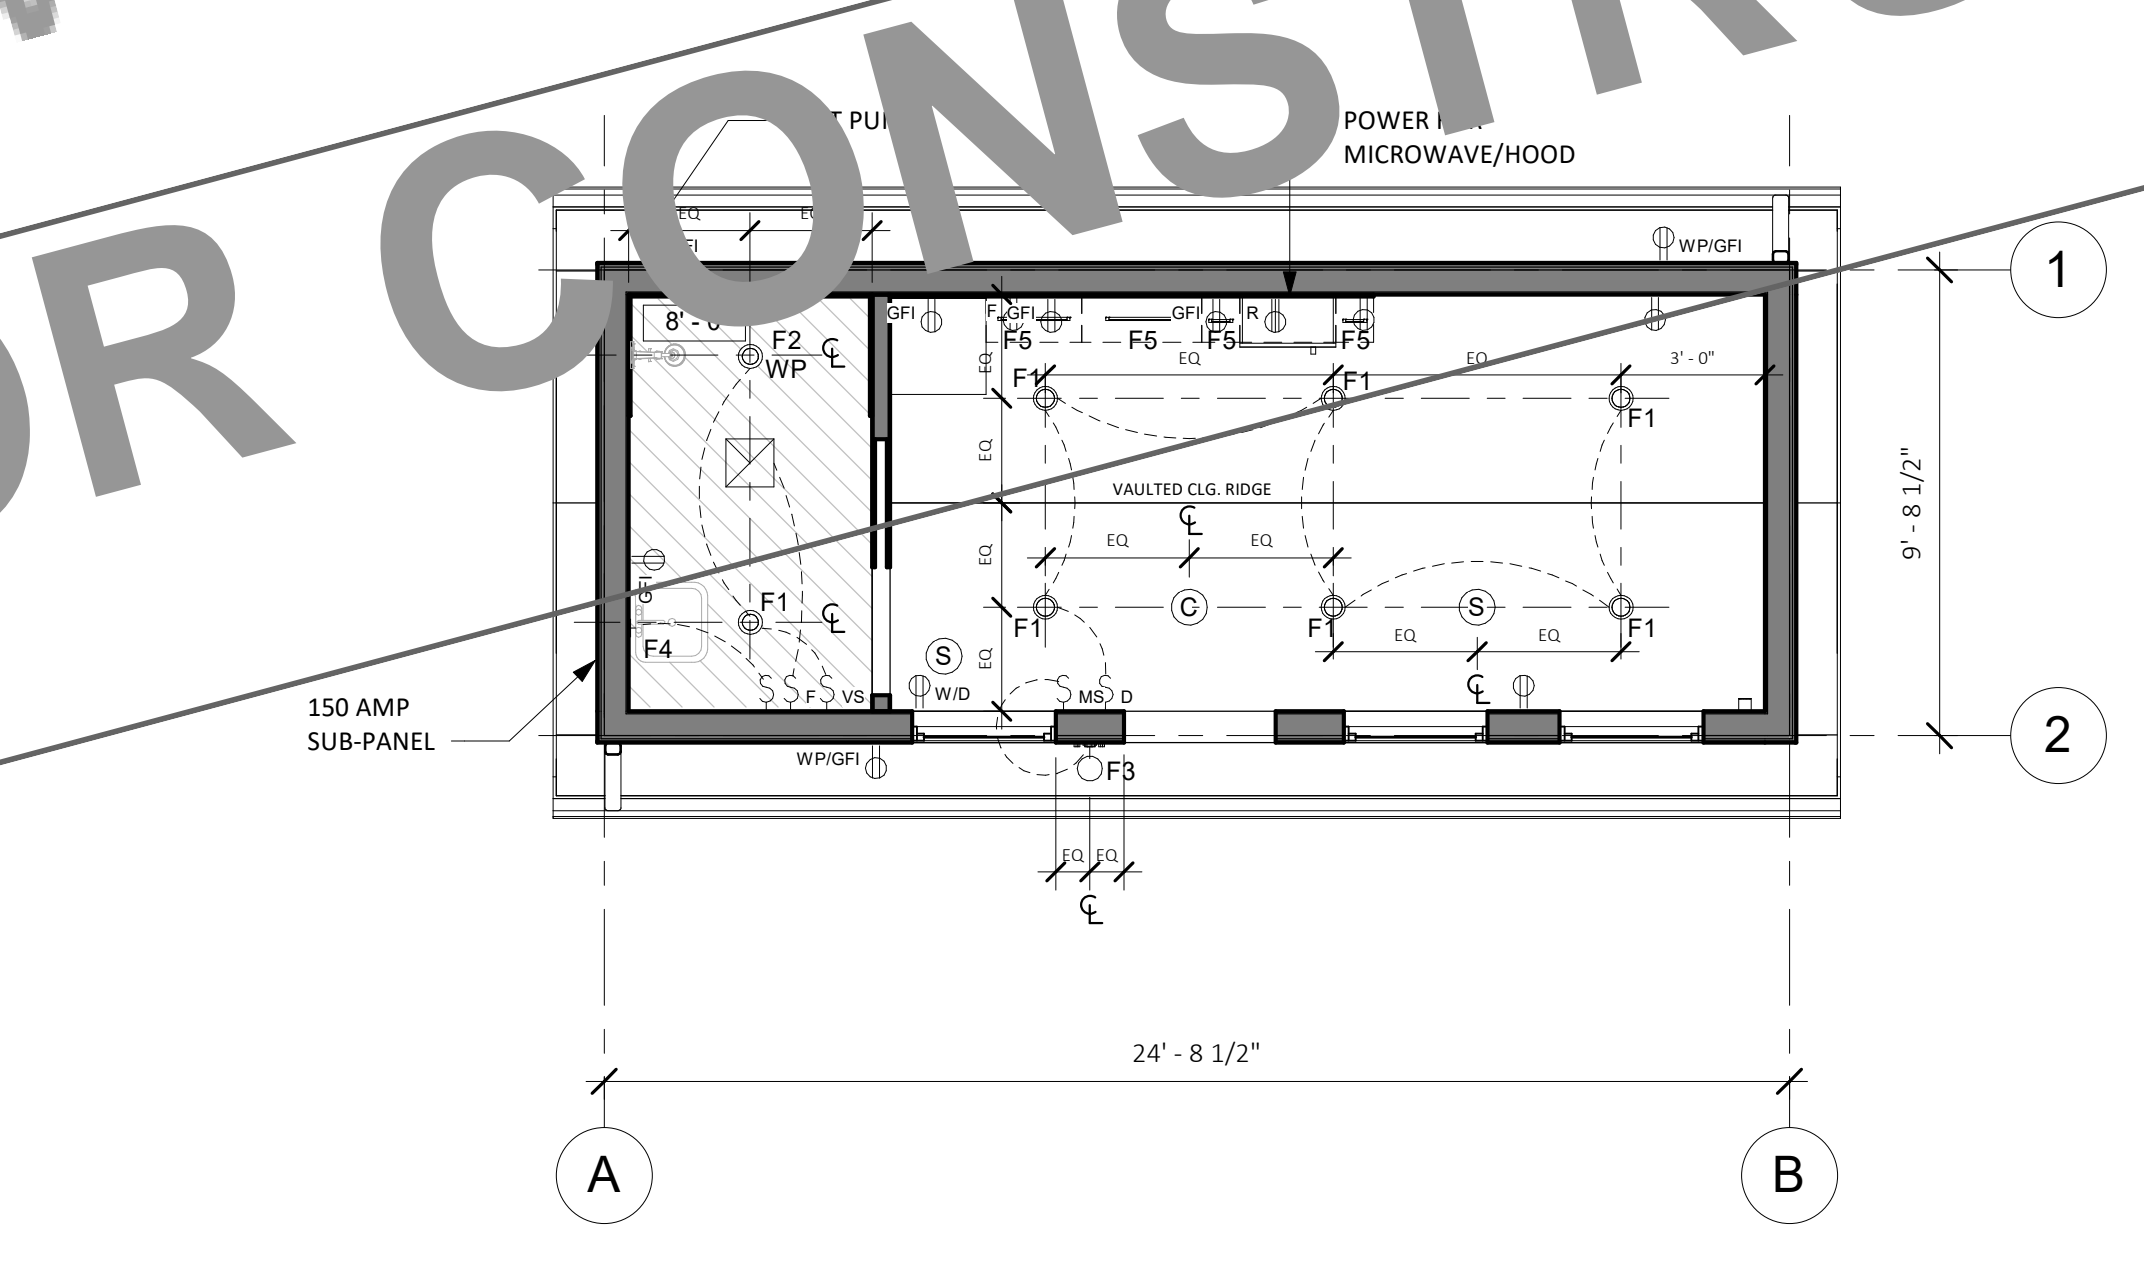 OR CONSTRU
POWER
MICROWAVE/HOOD
EQ
WP/GFI
1
GFI
F
GFI
GFI
R
8' - 0"
F2
WP
℄
F5
F5
F5
F5
EQ
EQ
EQ
3' - 0"
F1
F1
F1
EQ
9' - 8 1/2"
VAULTED CLG. RIDGE
℄
EQ
EQ
EQ
GFI
F1
℄
C
S
F1
F1
F1
F4
EQ
EQ
S
EQ
℄
S
S
F
S
VS
W/D
S
MS
S
D
150 AMP
SUB-PANEL
2
WP/GFI
F3
EQ
EQ
℄
24' - 8 1/2"
A
B